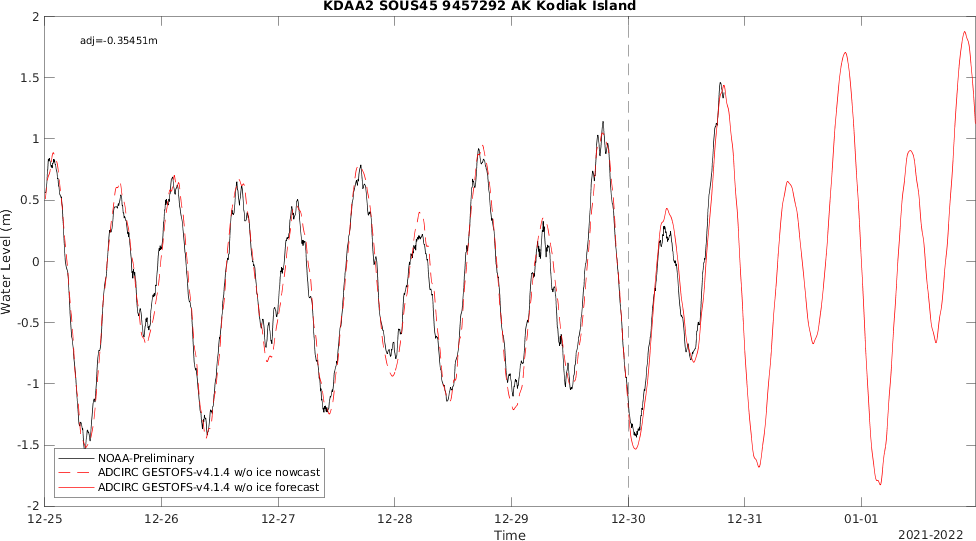 KDAA2 SOUS45 9457292 AK Kodiak Island
adj=-0.35451m
2
1.5
1
0.5
0
-0.5
-1
-1.5
-2
Water Level (m)
NOAA-Preliminary
ADCIRC GESTOFS-v4.1.4 w/o ice nowcast
ADCIRC GESTOFS-v4.1.4 w/o ice forecast
12-25 12-26 12-27 12-28 12-29 12-30 12-31 01-01
Time
2021-2022